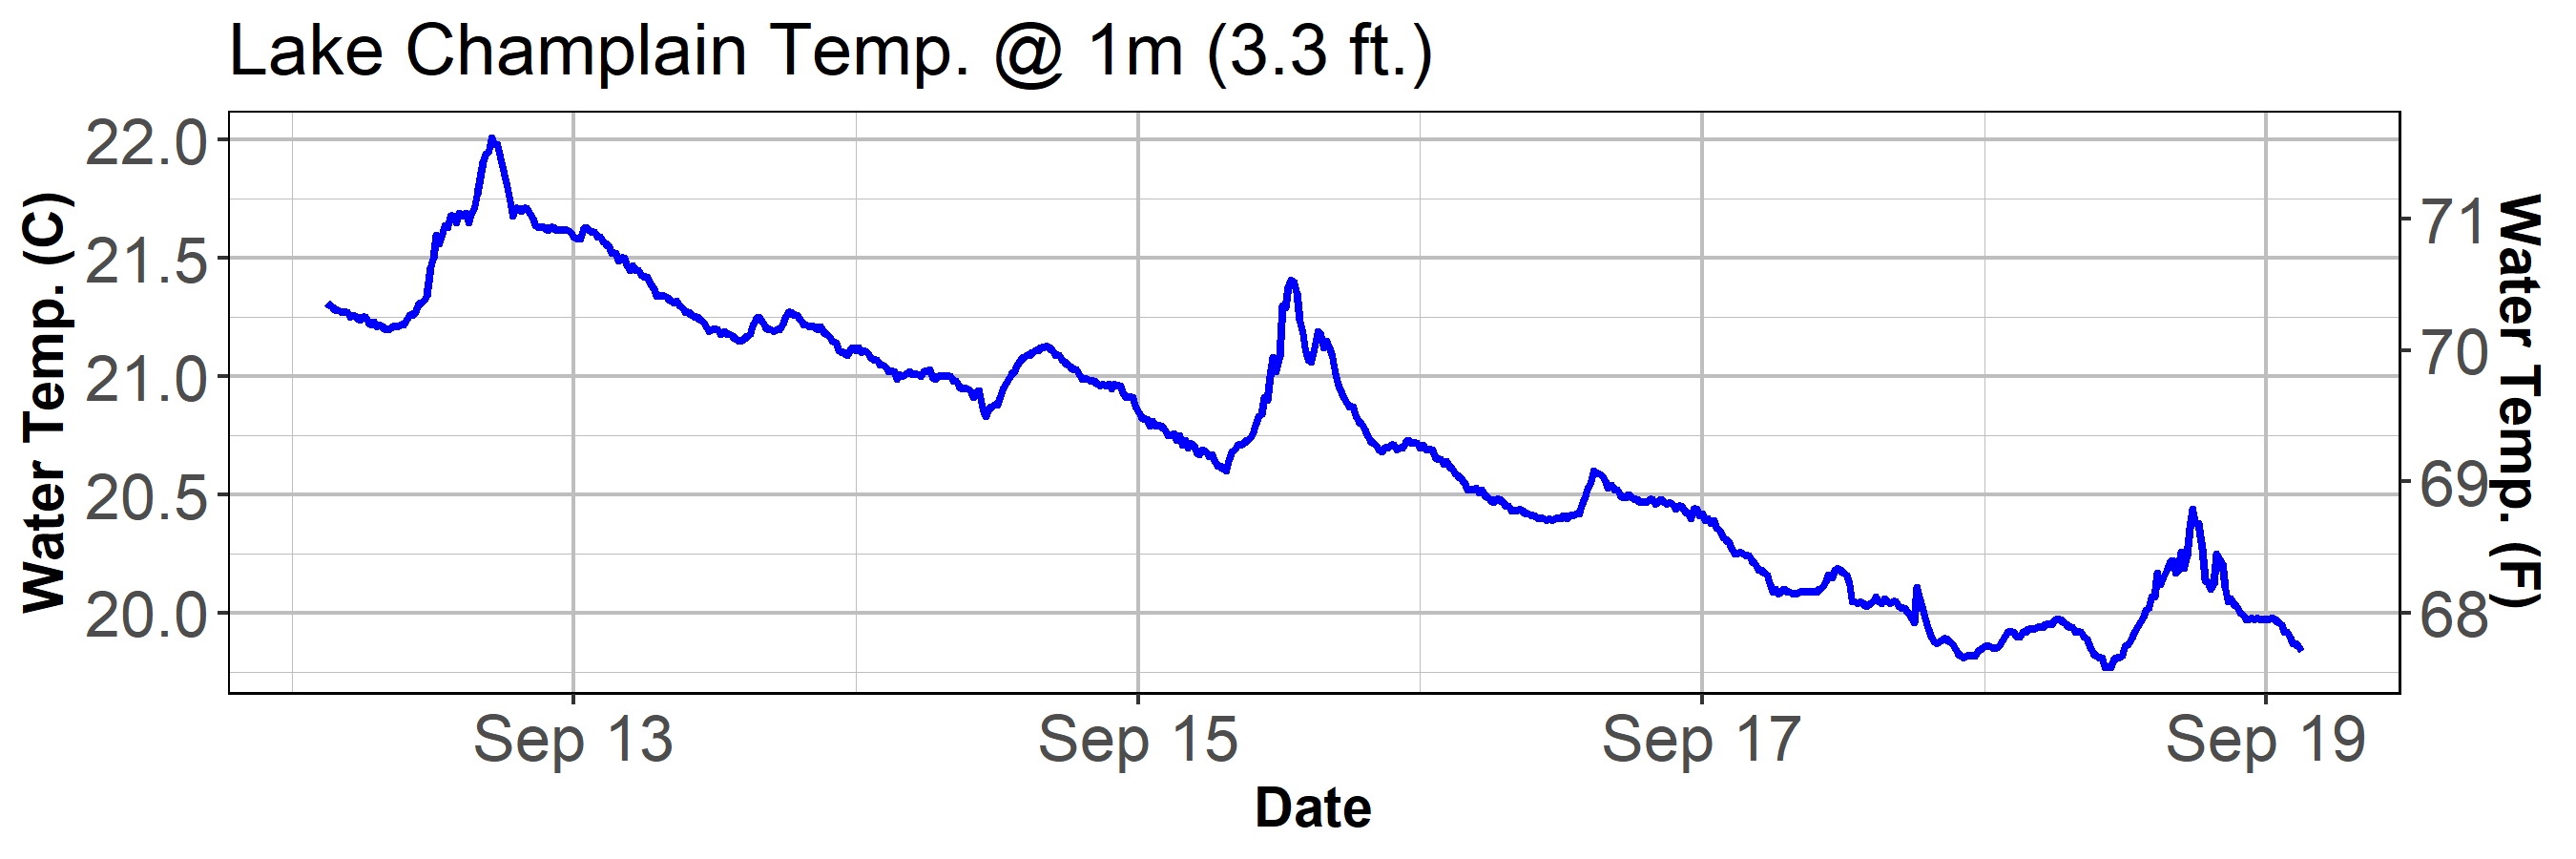 Lake Champlain Temp. @ 1m (3.3 ft.)
Water Temp. (C)
22.0
21.5
21.0
20.5
20.0
71
70
69
68
Water Temp. (F)
Sep 13 Sep 15 Sep 17 Sep 19
Date